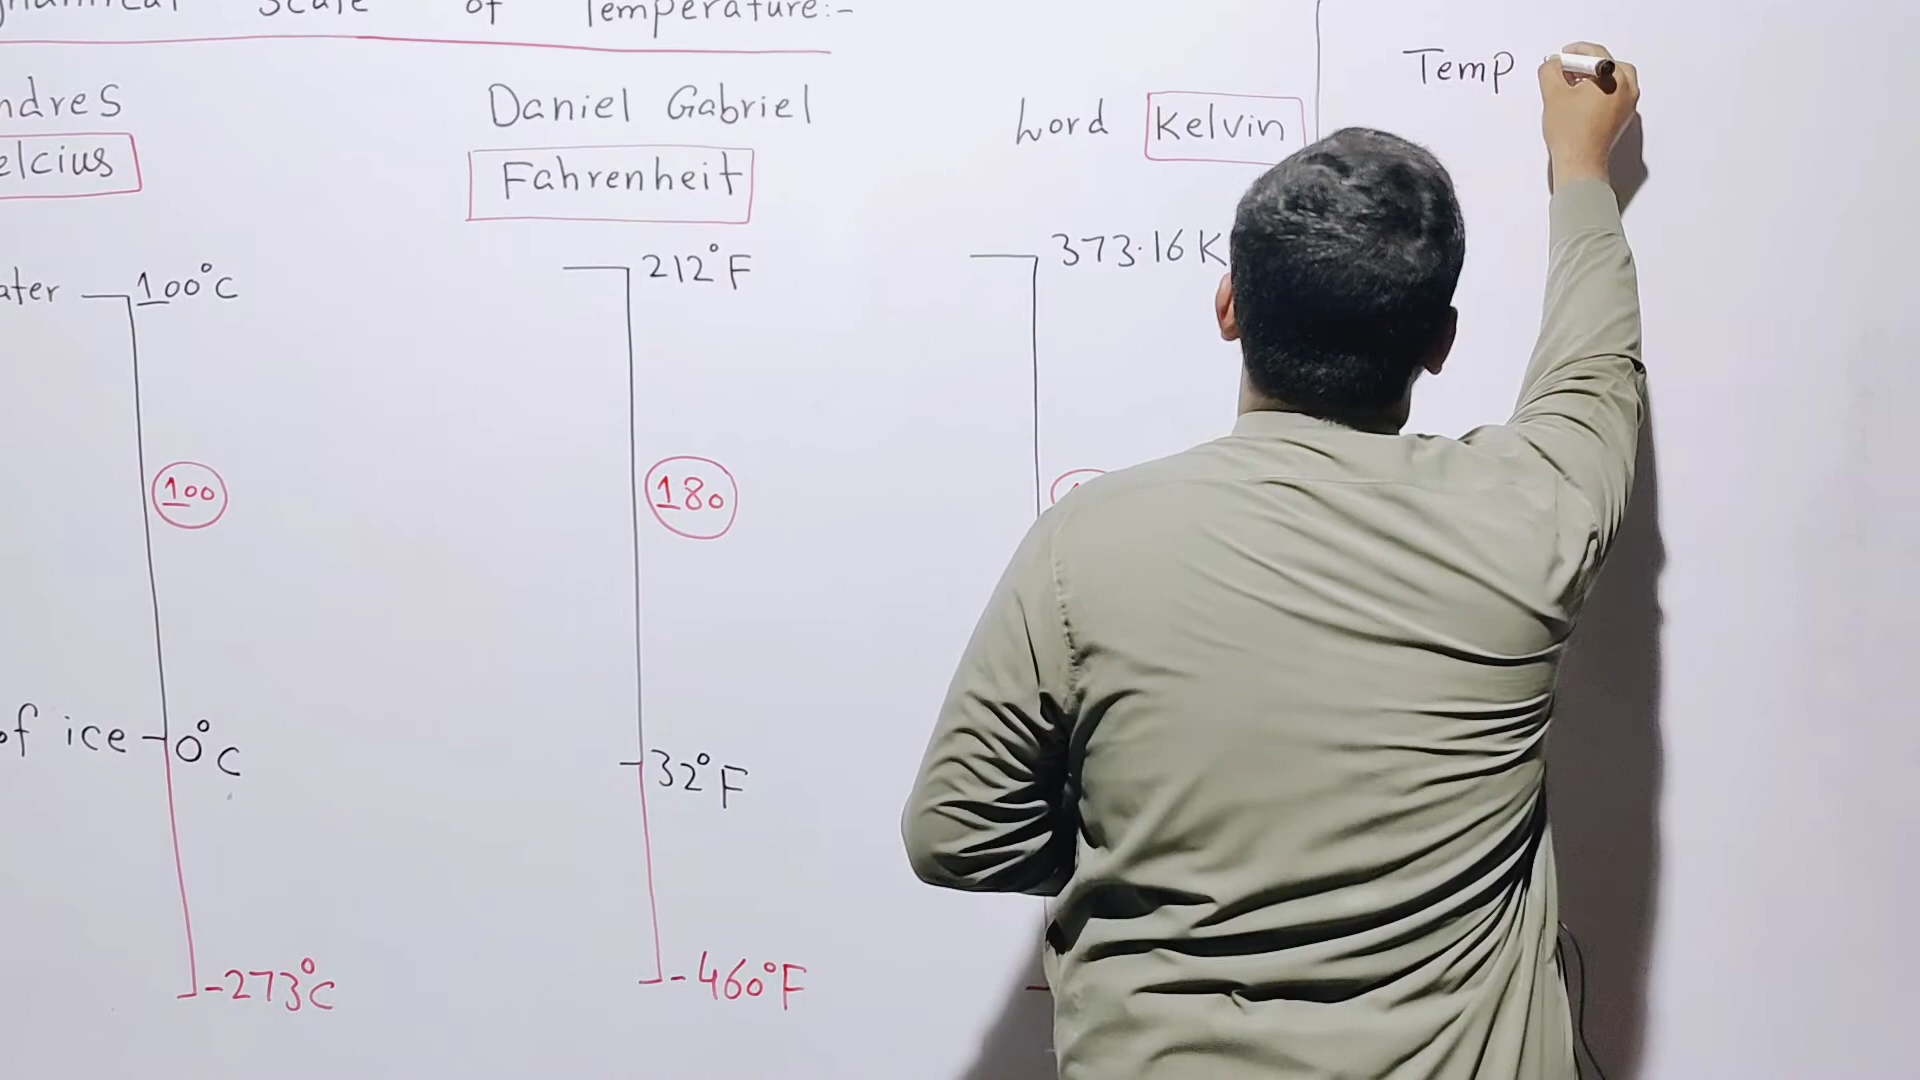 Scale of Temperature:-
ndres
elcius
Daniel Gabriel
Fahrenheit
Lord Kelvin
Temp
ater 100°C
212°F
373.16 K
100
180
of ice 0°C
32°F
-273°C
-460°F